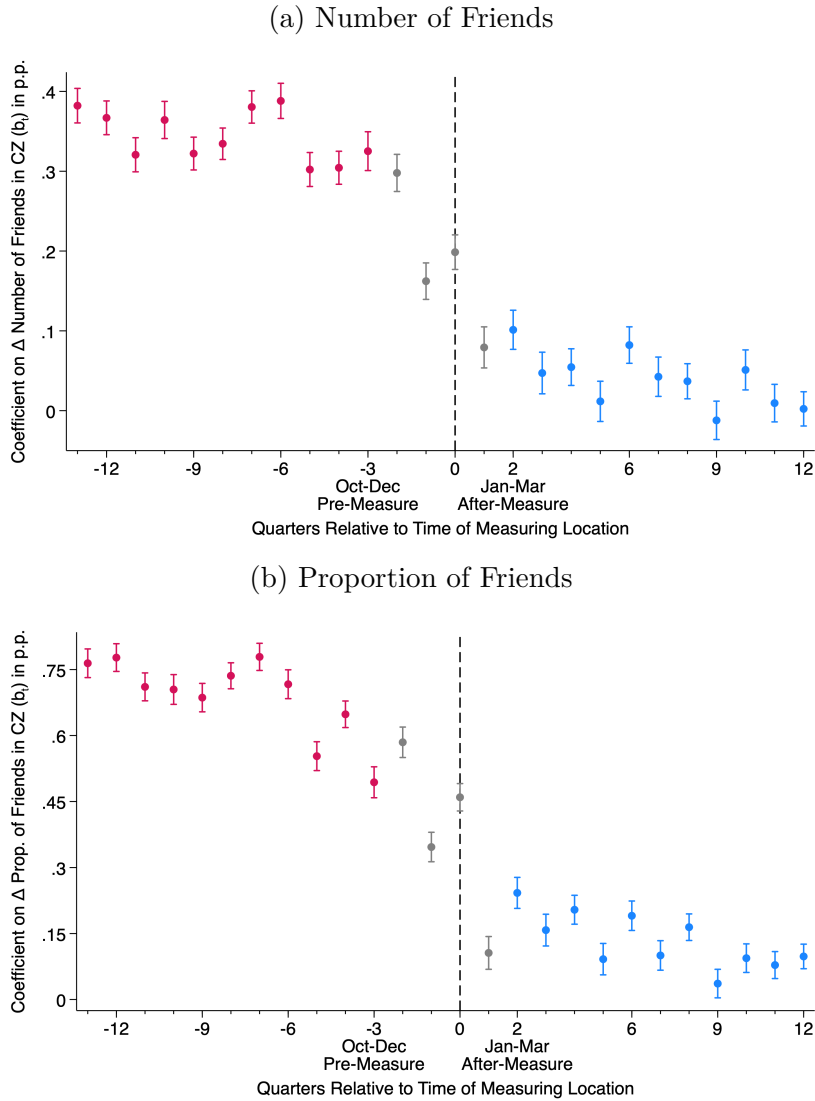 (a) Number of Friends
Coefficient on Δ Number of Friends in CZ (bₗ) in p.p.
.4
.3
.2
.1
0
-12 -9 -6 -3 0 2 6 9 12
Oct-Dec Jan-Mar
Pre-Measure After-Measure
Quarters Relative to Time of Measuring Location
(b) Proportion of Friends
Coefficient on Δ Prop. of Friends in CZ (bₗ) in p.p.
.75
.6
.45
.3
.15
0
-12 -9 -6 -3 0 2 6 9 12
Oct-Dec Jan-Mar
Pre-Measure After-Measure
Quarters Relative to Time of Measuring Location